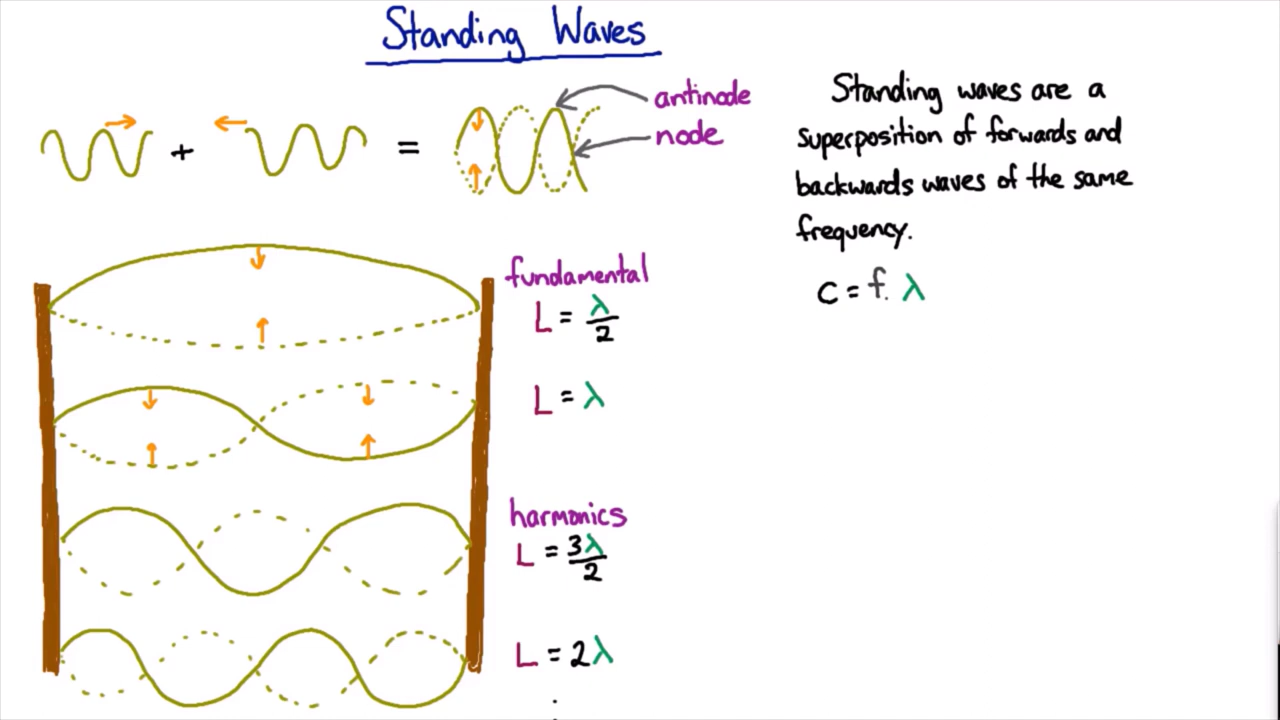 Standing Waves
antinode
node
+ =
Standing waves are a
superposition of forwards and
backwards waves of the same
frequency.
c = f. λ
fundamental
L = λ/2
L = λ
harmonics
L = 3λ/2
L = 2λ